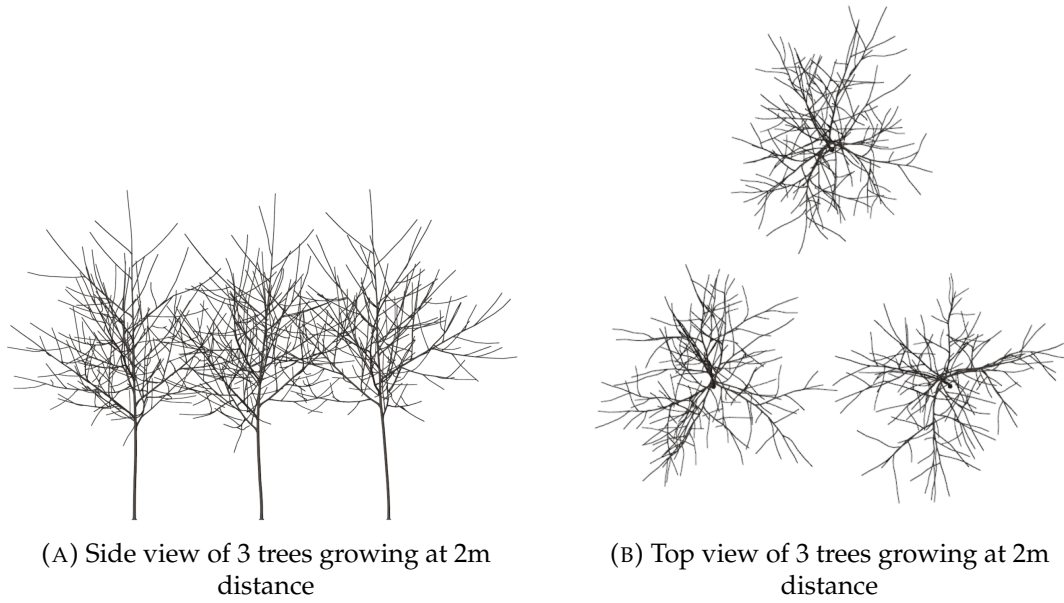 (A) Side view of 3 trees growing at 2m
distance
(B) Top view of 3 trees growing at 2m
distance